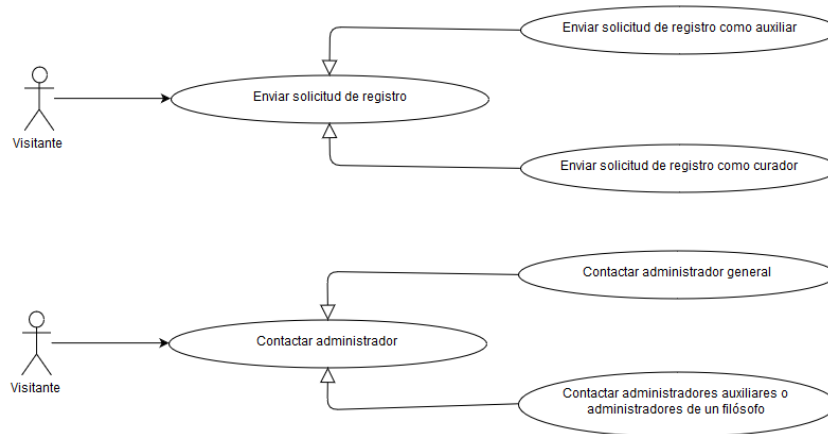 Enviar solicitud de registro como auxiliar
Enviar solicitud de registro
Visitante
Enviar solicitud de registro como curador
Contactar administrador general
Contactar administrador
Visitante
Contactar administradores auxiliares o
administradores de un filósofo